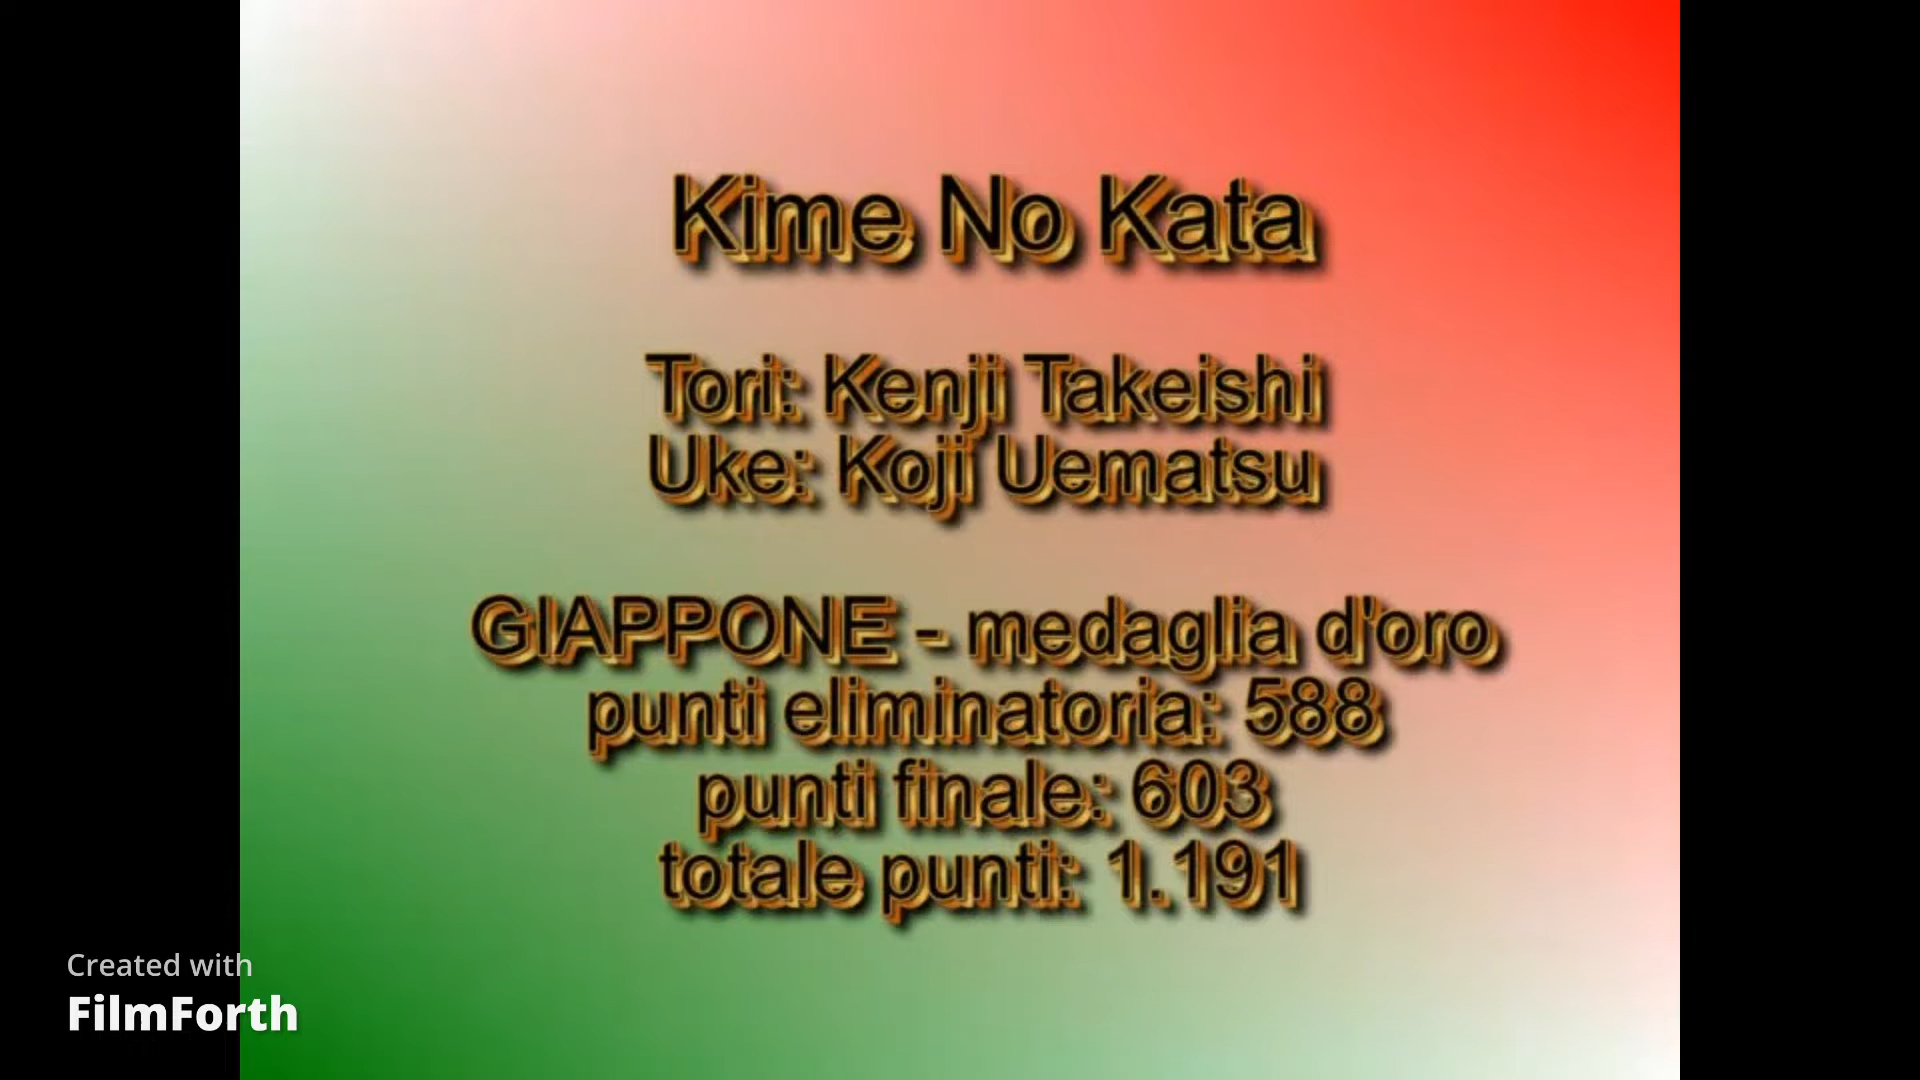 Kime No Kata
Tori: Kenji Takeishi
Uke: Koji Uematsu
GIAPPONE - medaglia d'oro
punti eliminatoria: 588
punti finale: 603
totale punti: 1.191
Created with
FilmForth